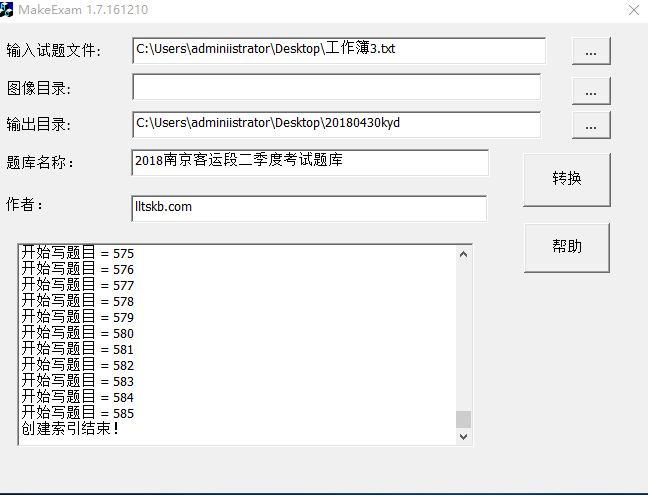 MakeExam 1.7.161210
输入试题文件: C:\Users\adminiistrator\Desktop\工作簿3.txt ...
图像目录: ...
输出目录: C:\Users\adminiistrator\Desktop\20180430kyd ...
题库名称： 2018南京客运段二季度考试题库
转换
作者： lltskb.com
帮助
开始写题目 = 575
开始写题目 = 576
开始写题目 = 577
开始写题目 = 578
开始写题目 = 579
开始写题目 = 580
开始写题目 = 581
开始写题目 = 582
开始写题目 = 583
开始写题目 = 584
开始写题目 = 585
创建索引结束！